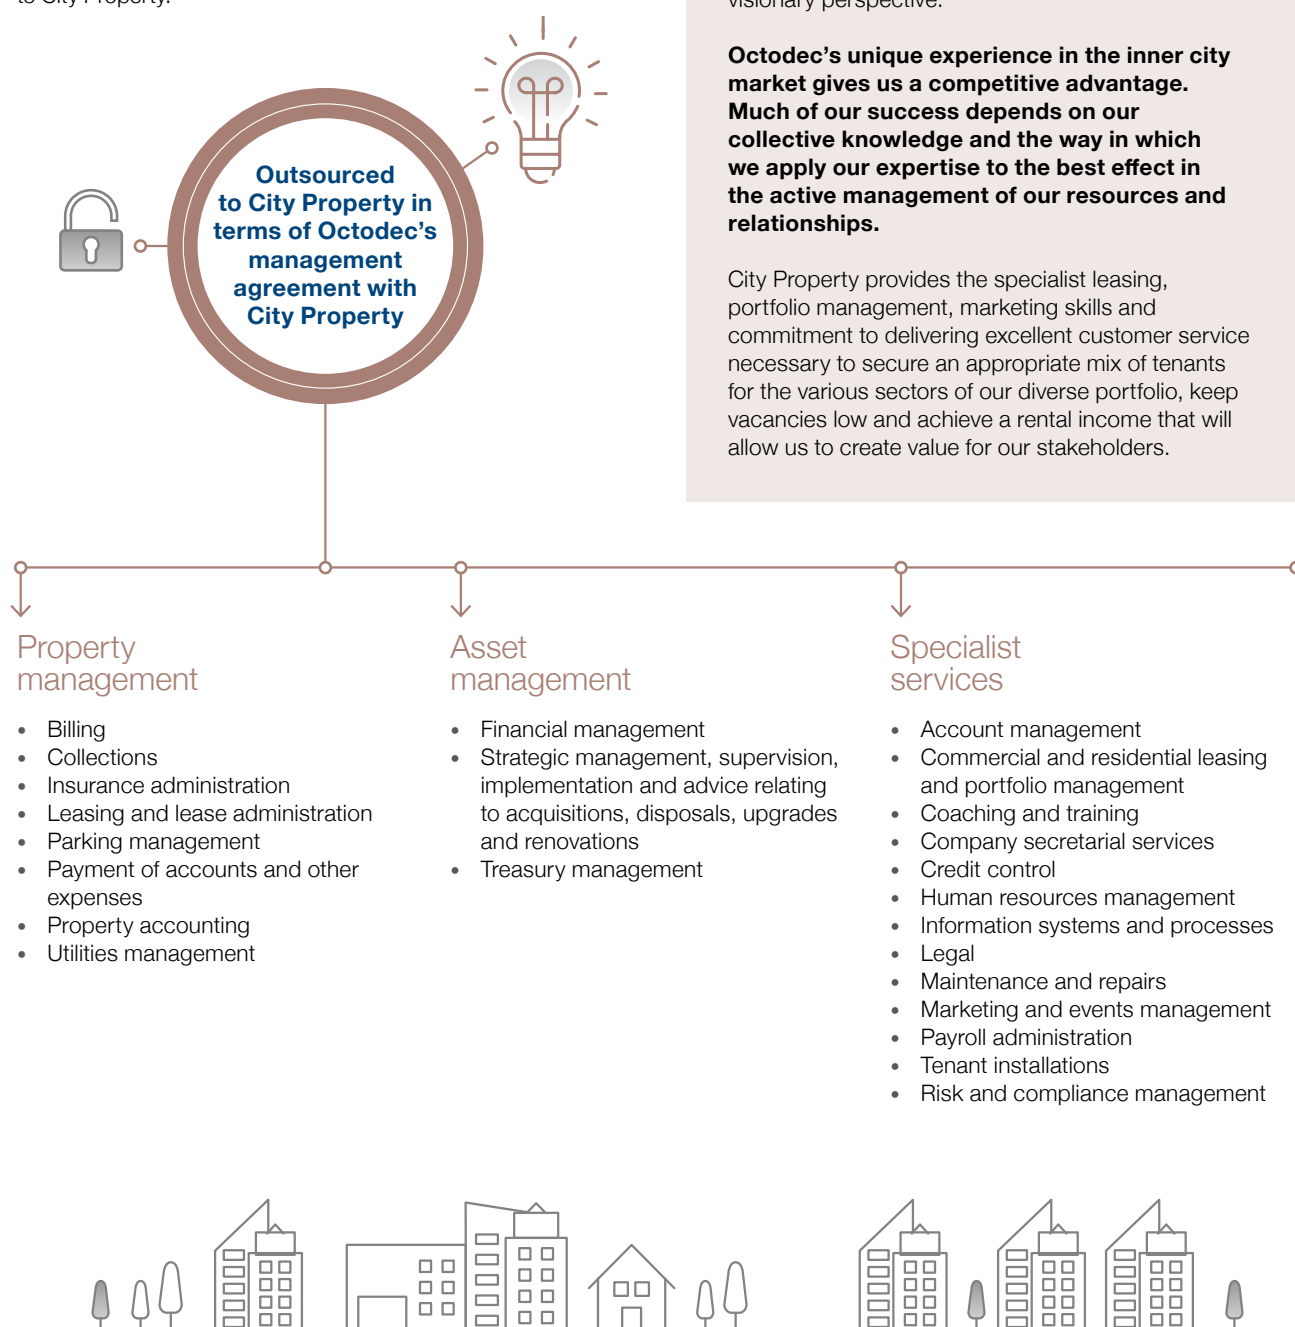 to City Property.
Outsourced
to City Property in
terms of Octodec's
management
agreement with
City Property
visionary perspective.
Octodec's unique experience in the inner city
market gives us a competitive advantage.
Much of our success depends on our
collective knowledge and the way in which
we apply our expertise to the best effect in
the active management of our resources and
relationships.
City Property provides the specialist leasing,
portfolio management, marketing skills and
commitment to delivering excellent customer service
necessary to secure an appropriate mix of tenants
for the various sectors of our diverse portfolio, keep
vacancies low and achieve a rental income that will
allow us to create value for our stakeholders.
Property
management
• Billing
• Collections
• Insurance administration
• Leasing and lease administration
• Parking management
• Payment of accounts and other
expenses
• Property accounting
• Utilities management
Asset
management
• Financial management
• Strategic management, supervision,
implementation and advice relating
to acquisitions, disposals, upgrades
and renovations
• Treasury management
Specialist
services
• Account management
• Commercial and residential leasing
and portfolio management
• Coaching and training
• Company secretarial services
• Credit control
• Human resources management
• Information systems and processes
• Legal
• Maintenance and repairs
• Marketing and events management
• Payroll administration
• Tenant installations
• Risk and compliance management